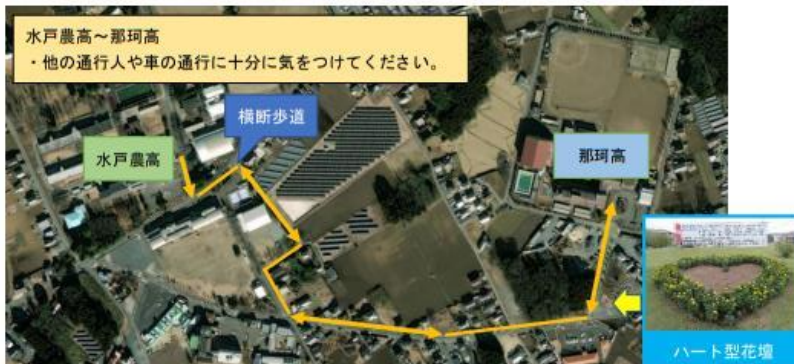 水戸農高～那珂高
・他の通行人や車の通行に十分に気をつけてください。
横断歩道
水戸農高
那珂高
ハート型花壇